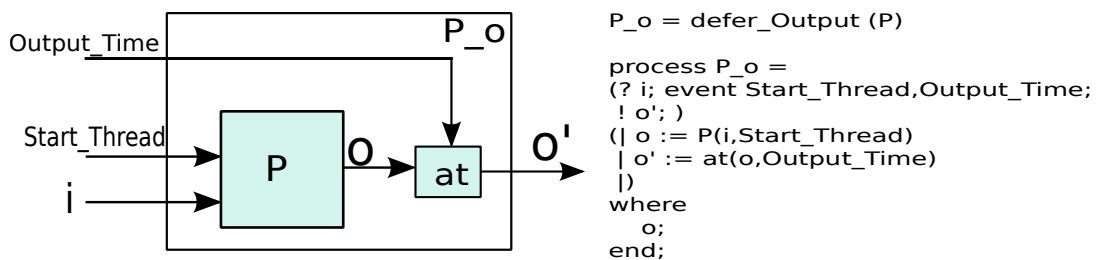 Output_Time
P_o
Start_Thread
P
o
at
o'
i
P_o = defer_Output (P)
process P_o =
(? i; event Start_Thread,Output_Time;
! o'; )
(| o := P(i,Start_Thread)
| o' := at(o,Output_Time)
|)
where
o;
end;